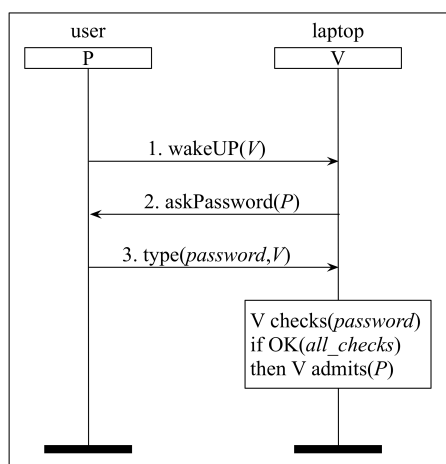 user
laptop
P
V
1. wakeUP(V)
2. askPassword(P)
3. type(password,V)
V checks(password)
if OK(all_checks)
then V admits(P)